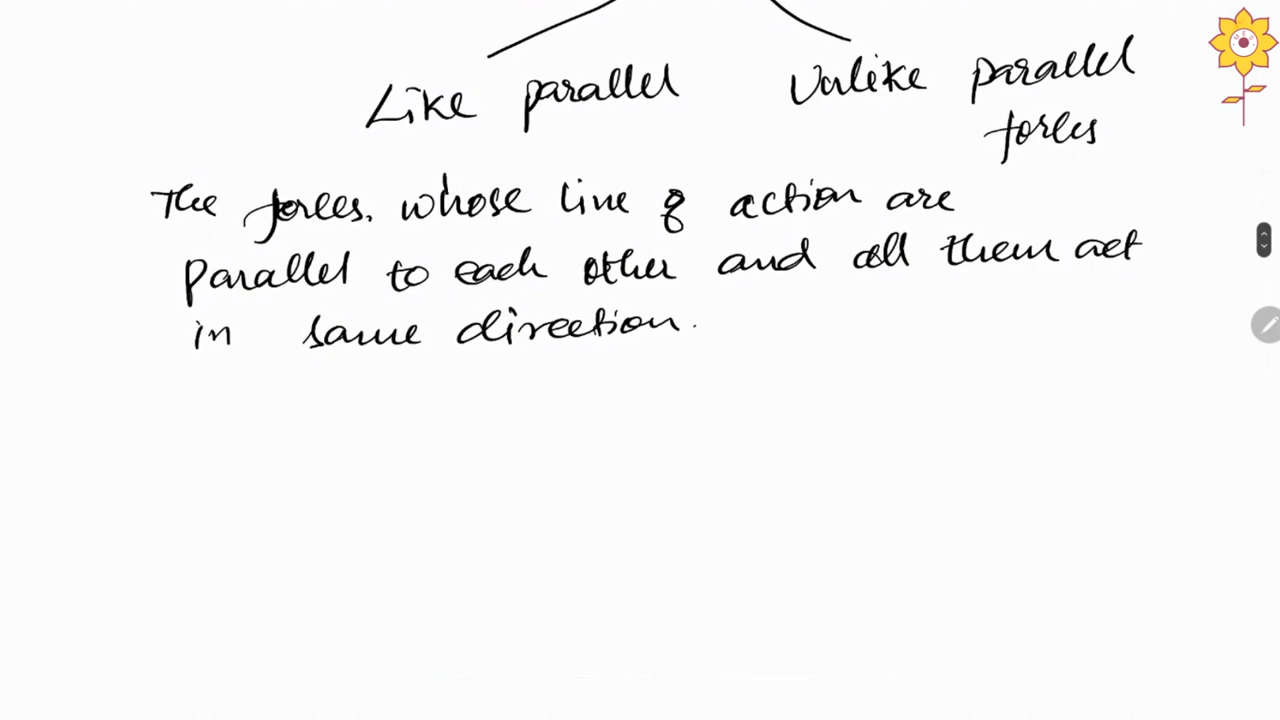 Like parallel
Unlike parallel
forces
The forces. whose line of action are
parallel to each other and all them act
in same direction.